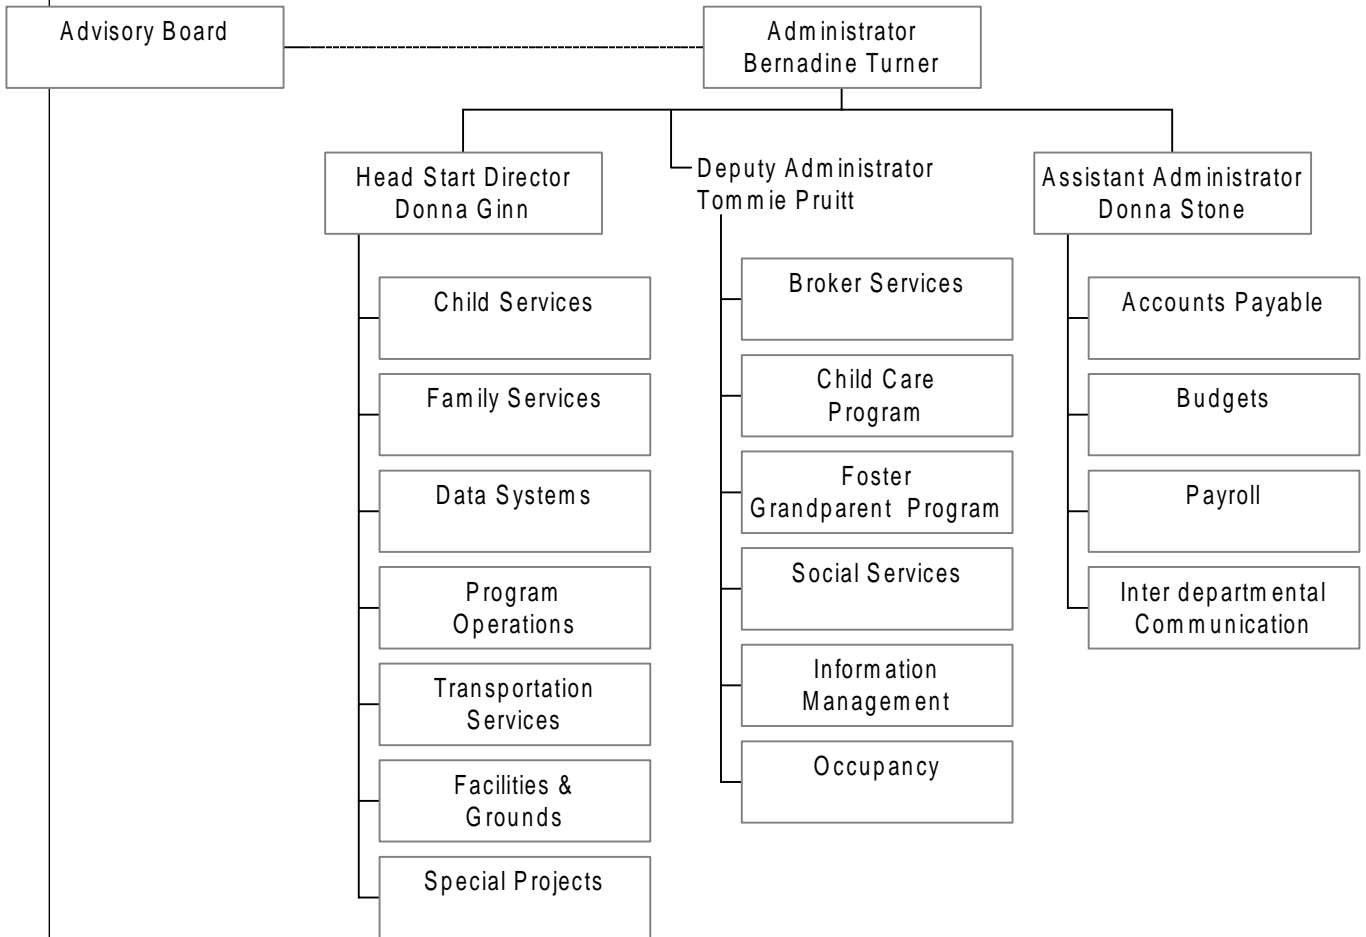 Advisory Board
Administrator
Bernadine Turner
Head Start Director
Donna Ginn
Deputy Administrator
Tommie Pruitt
Assistant Administrator
Donna Stone
Child Services
Family Services
Data Systems
Program
Operations
Transportation
Services
Facilities &
Grounds
Special Projects
Broker Services
Child Care
Program
Foster
Grandparent Program
Social Services
Information
Management
Occupancy
Accounts Payable
Budgets
Payroll
Inter departmental
Communication